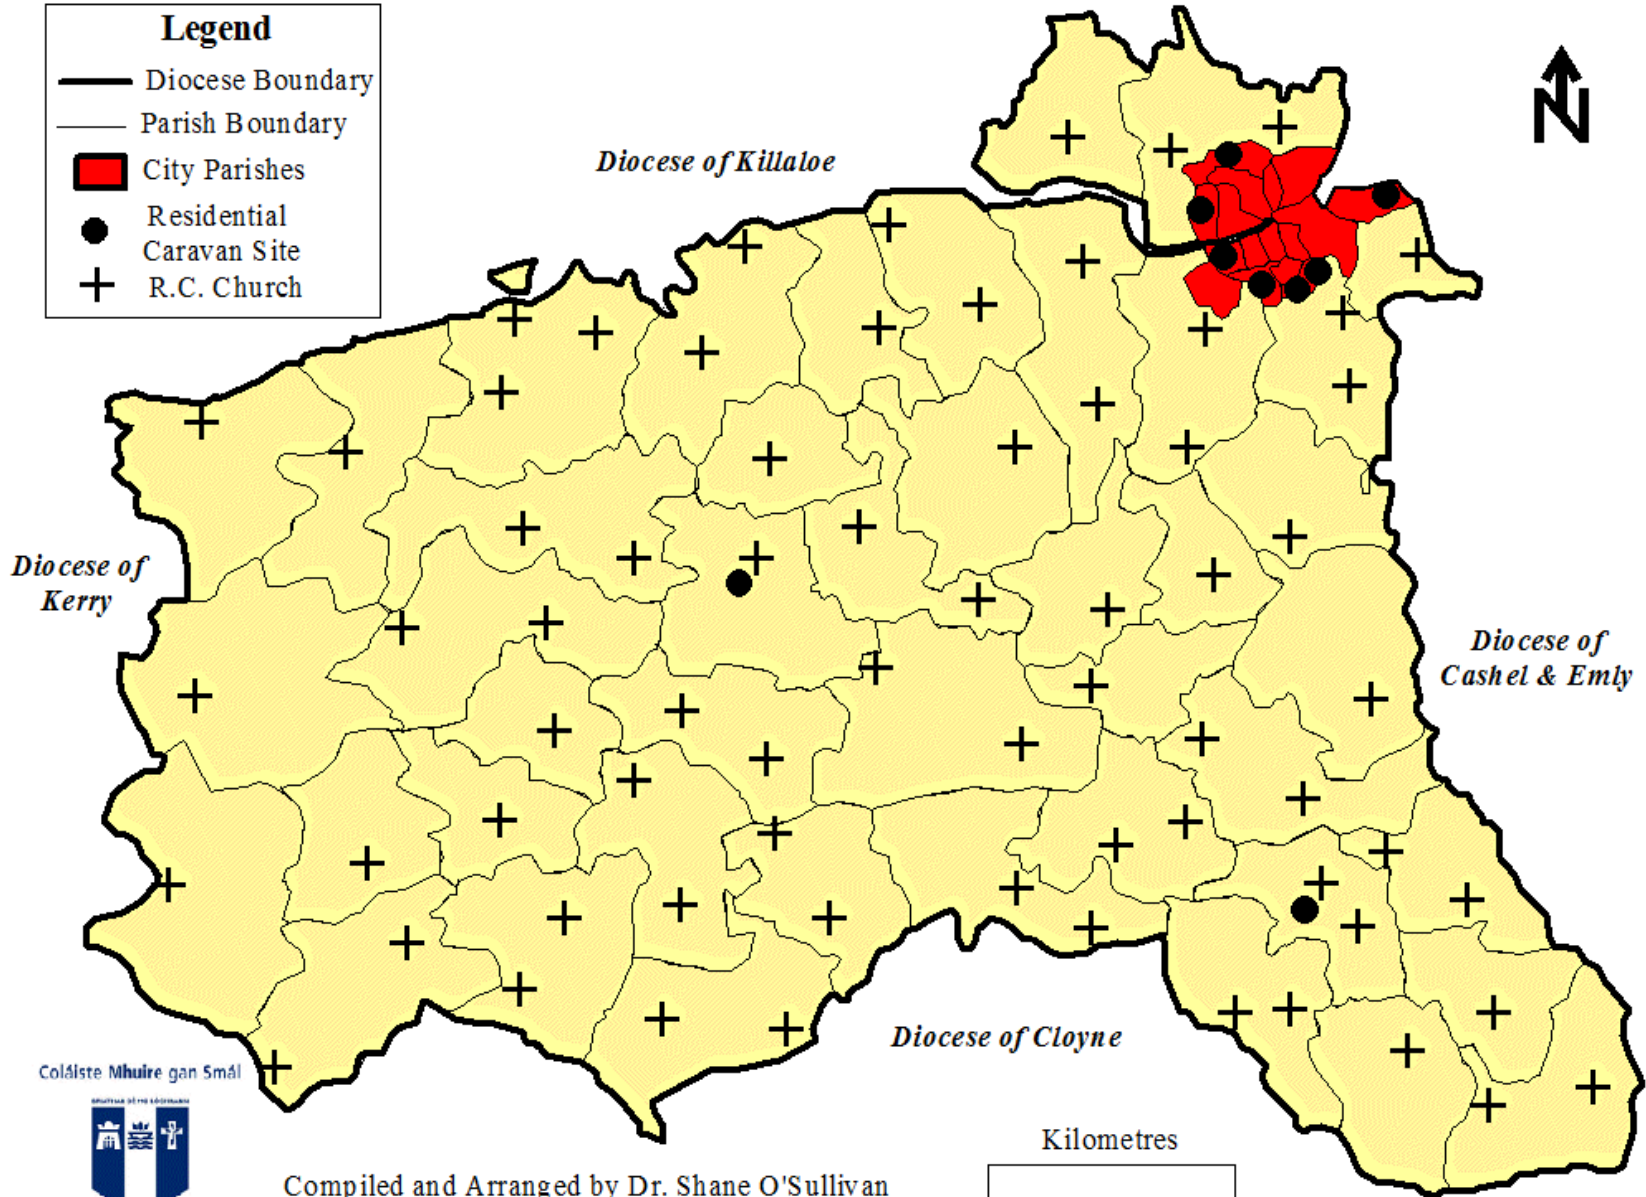 Legend
Diocese Boundary
Parish Boundary
City Parishes
Residential
Caravan Site
R.C. Church
N
Diocese of Killaloe
Diocese of
Kerry
Diocese of
Cashel & Emly
Diocese of Cloyne
Coláiste Mhuire gan Smál
Kilometres
Compiled and Arranged by Dr. Shane O'Sullivan